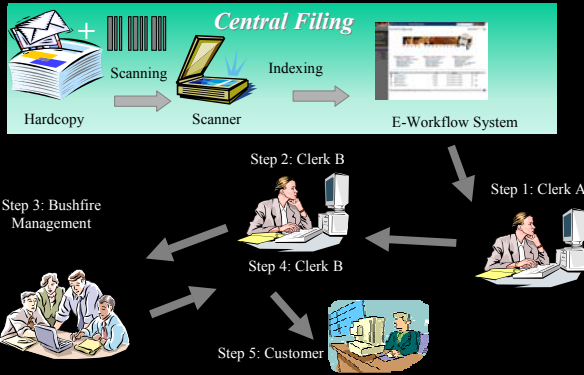 Central Filing
Scanning
Indexing
Hardcopy
Scanner
E-Workflow System
Step 2: Clerk B
Step 1: Clerk A
Step 3: Bushfire
Management
Step 4: Clerk B
Step 5: Customer